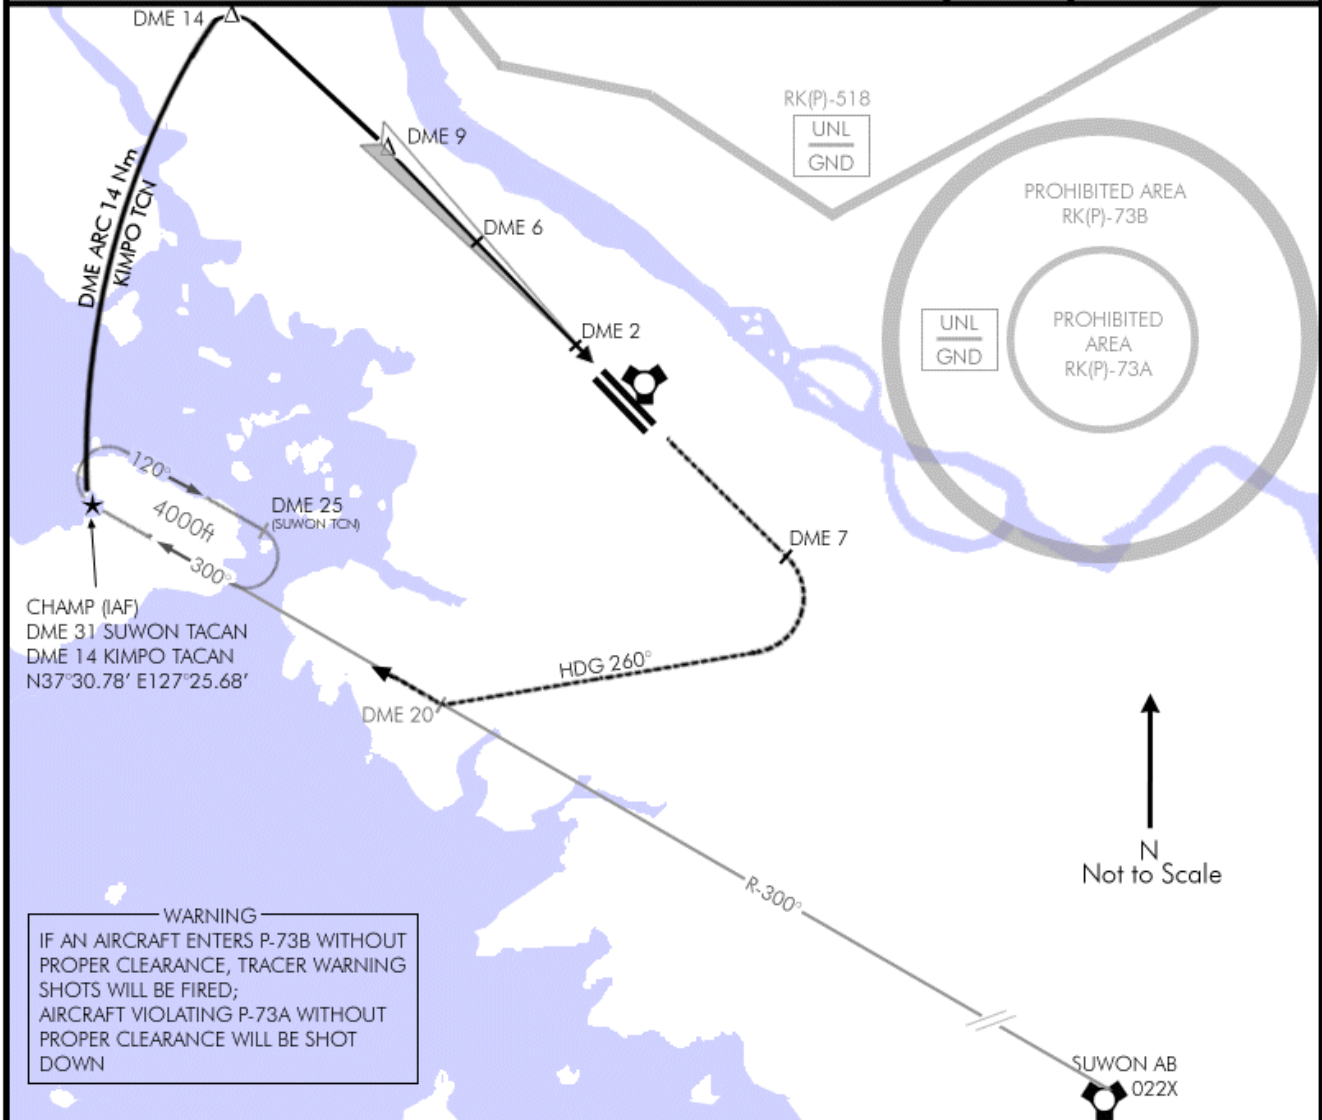 DME 14
DME 9
RK(P)-518
UNL
GND
PROHIBITED AREA
RK(P)-73B
DME ARC 14 Nm
KIMPO TCN
DME 6
DME 2
UNL
GND
PROHIBITED
AREA
RK(P)-73A
120°
4000ft
300°
DME 25
(SUWON TCN)
DME 7
CHAMP (IAF)
DME 31 SUWON TACAN
DME 14 KIMPO TACAN
N37°30.78' E127°25.68'
HDG 260°
DME 20
R-300°
N
Not to Scale
WARNING
IF AN AIRCRAFT ENTERS P-73B WITHOUT
PROPER CLEARANCE, TRACER WARNING
SHOTS WILL BE FIRED;
AIRCRAFT VIOLATING P-73A WITHOUT
PROPER CLEARANCE WILL BE SHOT
DOWN
SUWON AB
022X